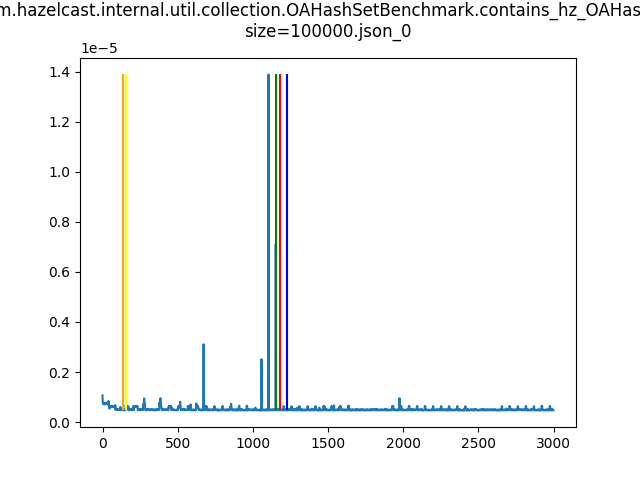 m.hazelcast.internal.util.collection.OAHashSetBenchmark.contains_hz_OAHas
size=100000.json_0
1e−5
1.4
1.2
1.0
0.8
0.6
0.4
0.2
0.0
0 500 1000 1500 2000 2500 3000